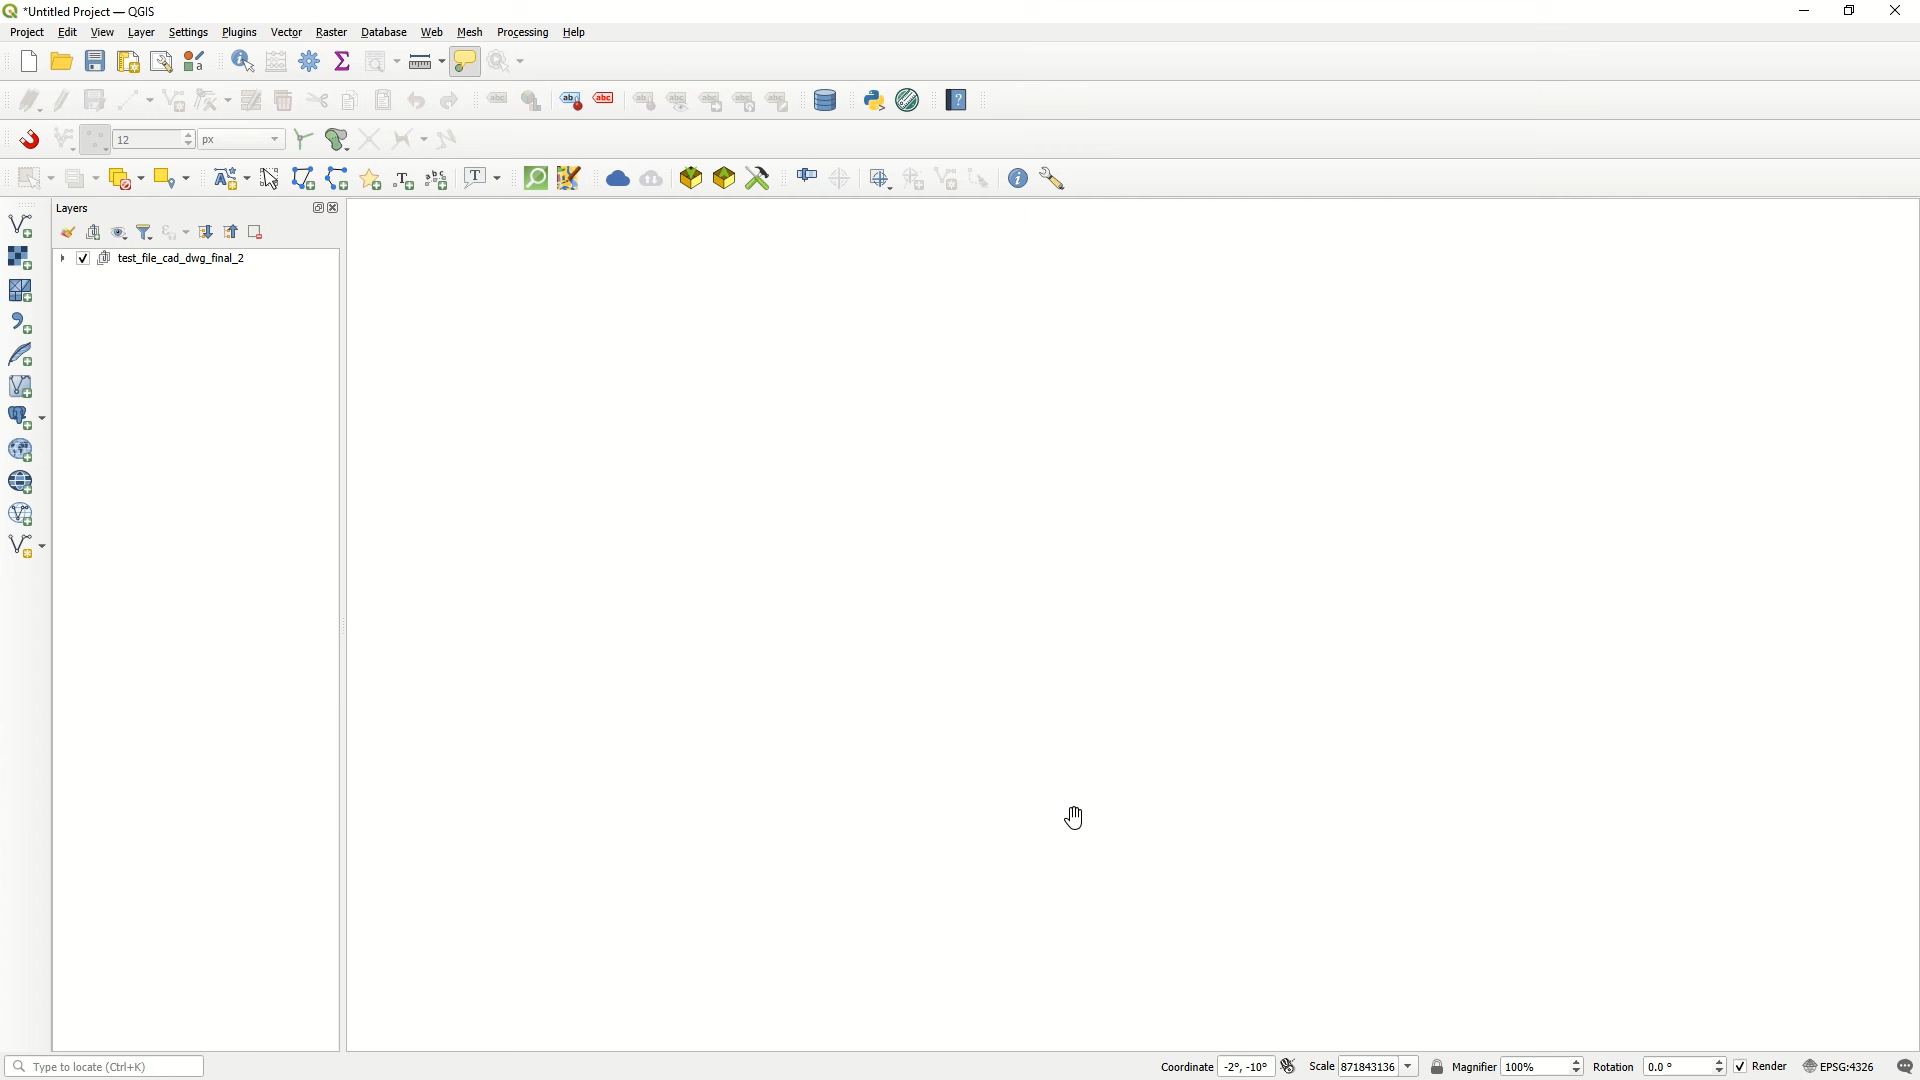 *Untitled Project — QGIS
Project Edit View Layer Settings Plugins Vector Raster Database Web Mesh Processing Help
12 px
Layers
test_file_cad_dwg_final_2
Type to locate (Ctrl+K) Coordinate -2°, -10° Scale 871843136 Magnifier 100% Rotation 0.0 ° Render EPSG:4326